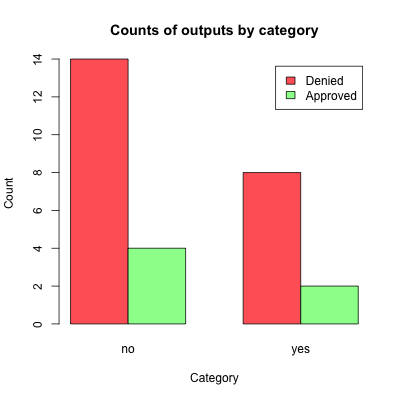 Counts of outputs by category
Denied
Approved
14
12
10
8
6
4
2
0
Count
no yes
Category